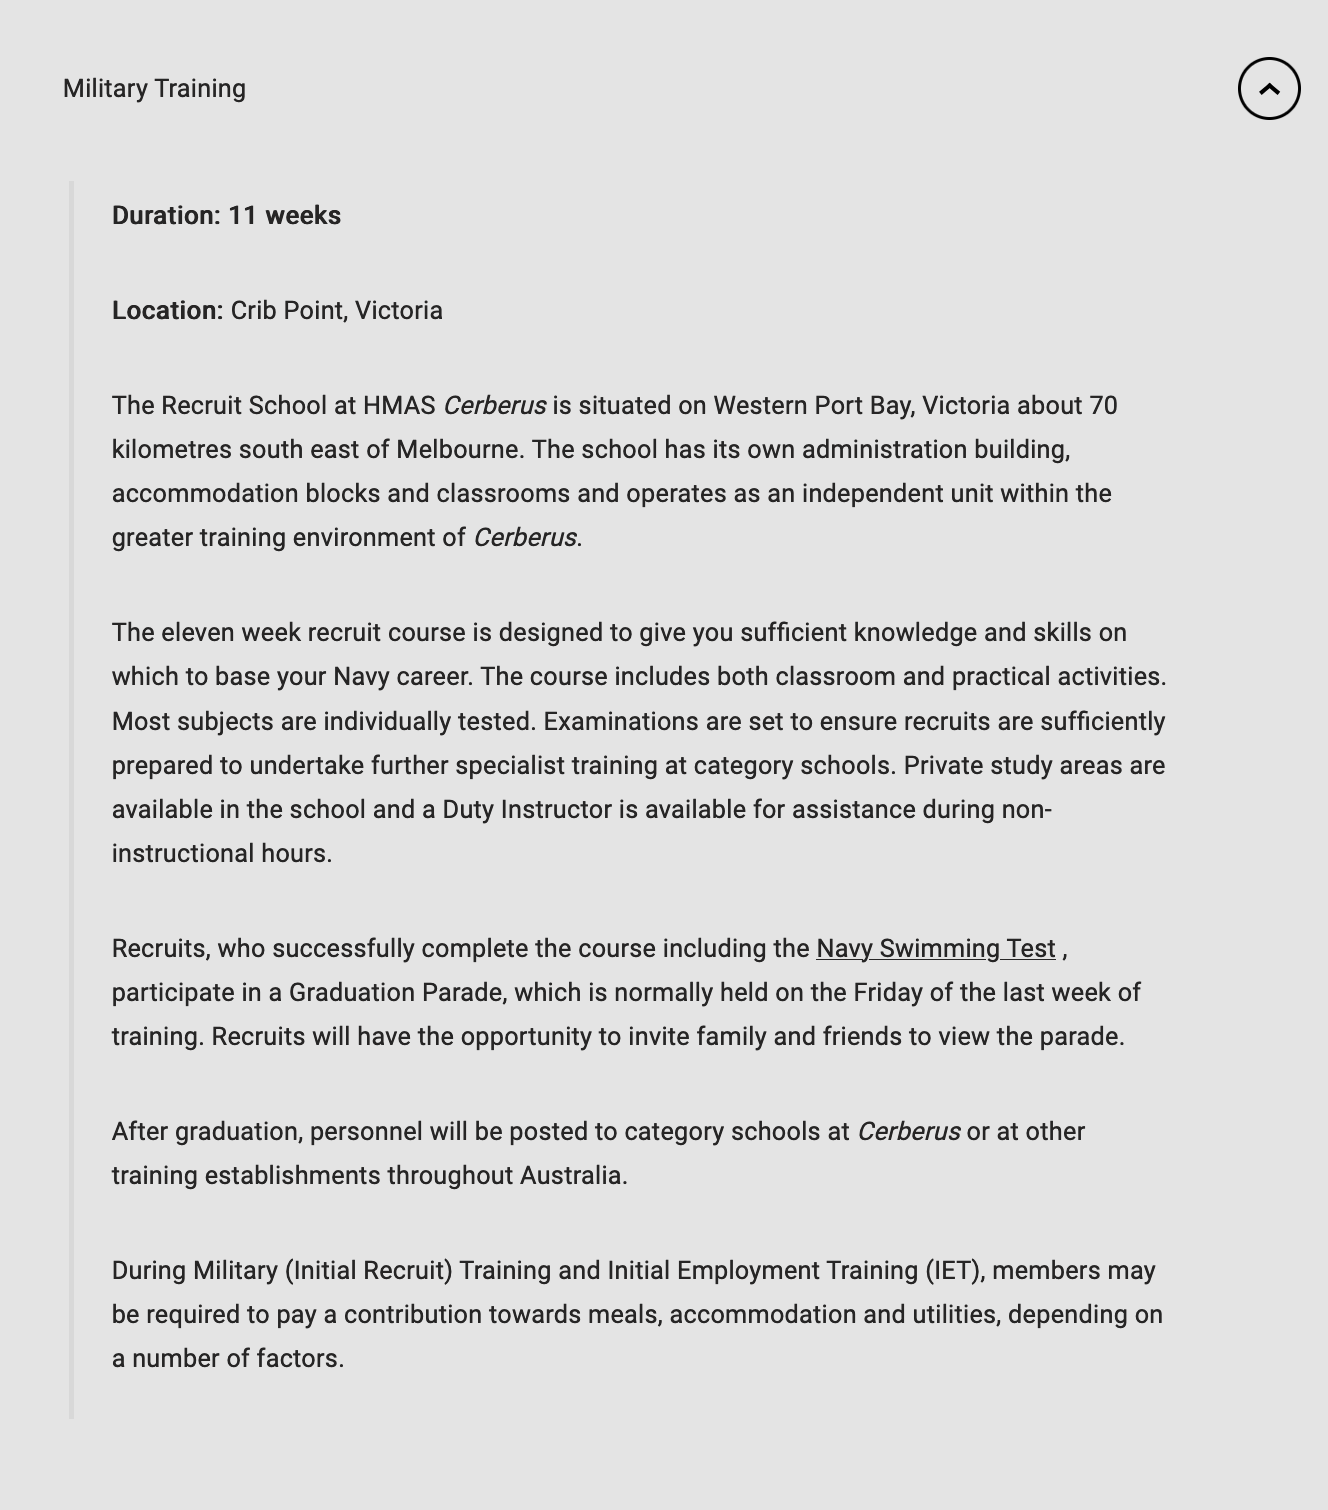 Military Training
Duration: 11 weeks
Location: Crib Point, Victoria
The Recruit School at HMAS Cerberus is situated on Western Port Bay, Victoria about 70
kilometres south east of Melbourne. The school has its own administration building,
accommodation blocks and classrooms and operates as an independent unit within the
greater training environment of Cerberus.
The eleven week recruit course is designed to give you sufficient knowledge and skills on
which to base your Navy career. The course includes both classroom and practical activities.
Most subjects are individually tested. Examinations are set to ensure recruits are sufficiently
prepared to undertake further specialist training at category schools. Private study areas are
available in the school and a Duty Instructor is available for assistance during non-
instructional hours.
Recruits, who successfully complete the course including the Navy Swimming Test ,
participate in a Graduation Parade, which is normally held on the Friday of the last week of
training. Recruits will have the opportunity to invite family and friends to view the parade.
After graduation, personnel will be posted to category schools at Cerberus or at other
training establishments throughout Australia.
During Military (Initial Recruit) Training and Initial Employment Training (IET), members may
be required to pay a contribution towards meals, accommodation and utilities, depending on
a number of factors.